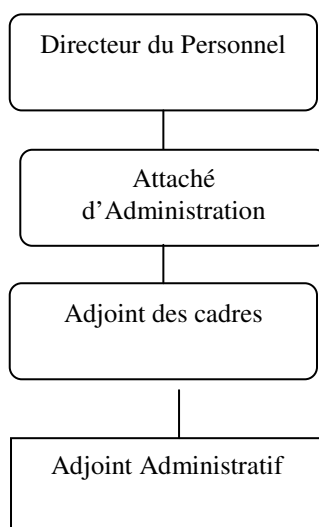 Directeur du Personnel
Attaché
d’Administration
Adjoint des cadres
Adjoint Administratif